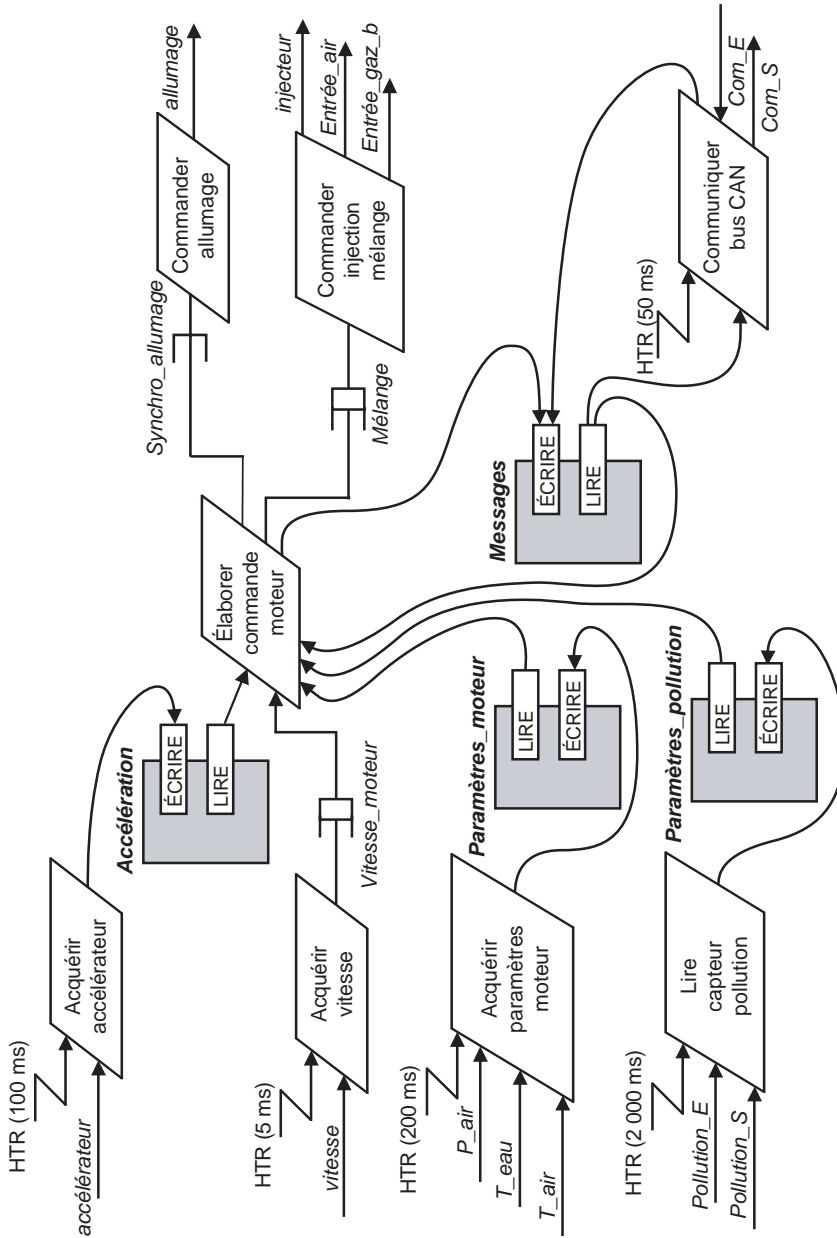 HTR (100 ms)
accélérateur
Acquérir
accélérateur
Accélération
ÉCRIRE
LIRE
HTR (5 ms)
vitesse
Acquérir
vitesse
Vitesse_moteur
HTR (200 ms)
P_air
T_eau
T_air
Acquérir
paramètres
moteur
Paramètres_moteur
LIRE
ÉCRIRE
HTR (2 000 ms)
Pollution_E
Pollution_S
Lire
capteur
pollution
Paramètres_pollution
LIRE
ÉCRIRE
Élaborer
commande
moteur
Synchro_allumage
Commander
allumage
allumage
Mélange
Commander
injection
mélange
injecteur
Entrée_air
Entrée_gaz_b
Messages
ÉCRIRE
LIRE
HTR (50 ms)
Communiquer
bus CAN
Com_E
Com_S